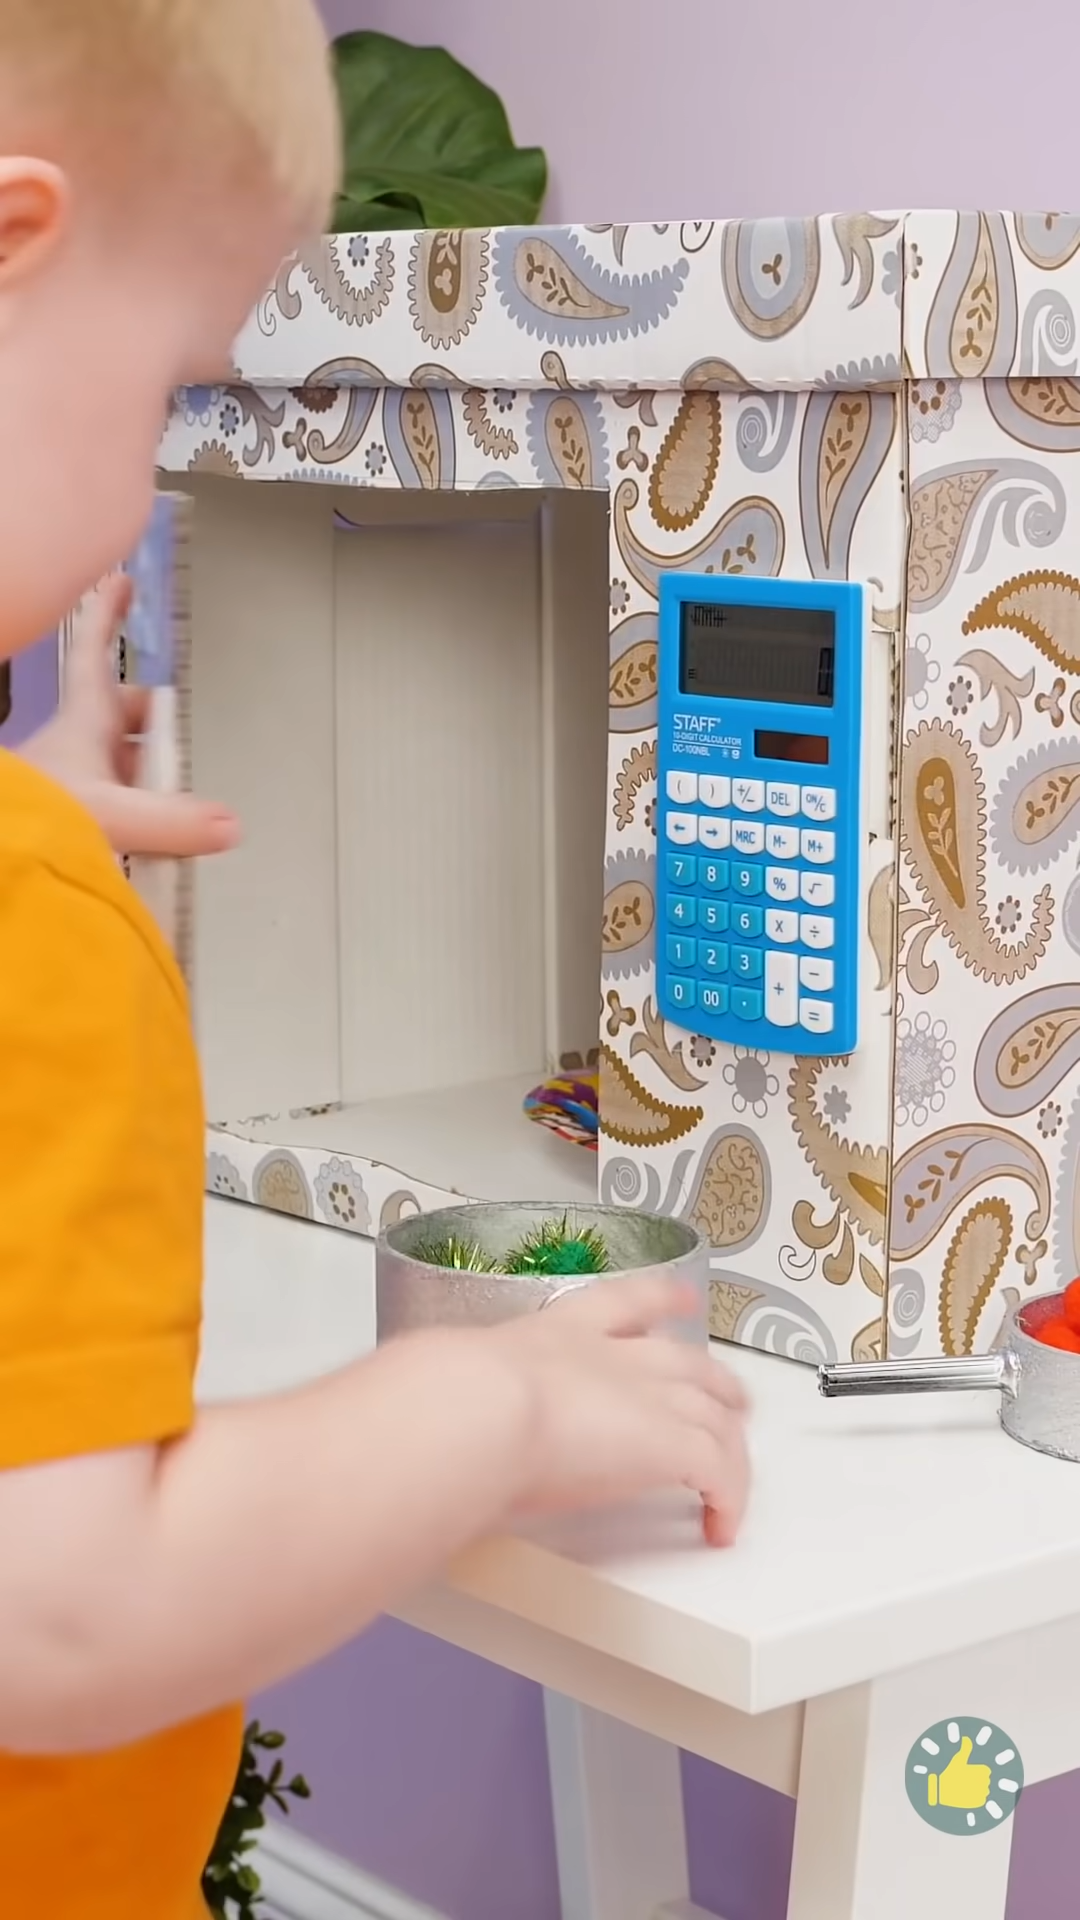 STAFF®
10-DIGIT CALCULATOR
DC-100NBL
( ) +/− DEL ON/C
← → MRC M- M+
7 8 9 % √
4 5 6 X ÷
1 2 3 + −
0 00 . =